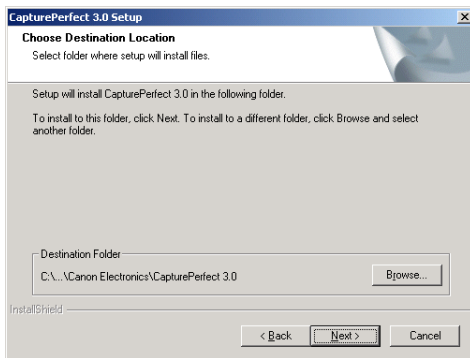 CapturePerfect 3.0 Setup
Choose Destination Location
Select folder where setup will install files.
Setup will install CapturePerfect 3.0 in the following folder.
To install to this folder, click Next. To install to a different folder, click Browse and select
another folder.
Destination Folder
C:\...\Canon Electronics\CapturePerfect 3.0
Browse...
InstallShield
< Back
Next >
Cancel